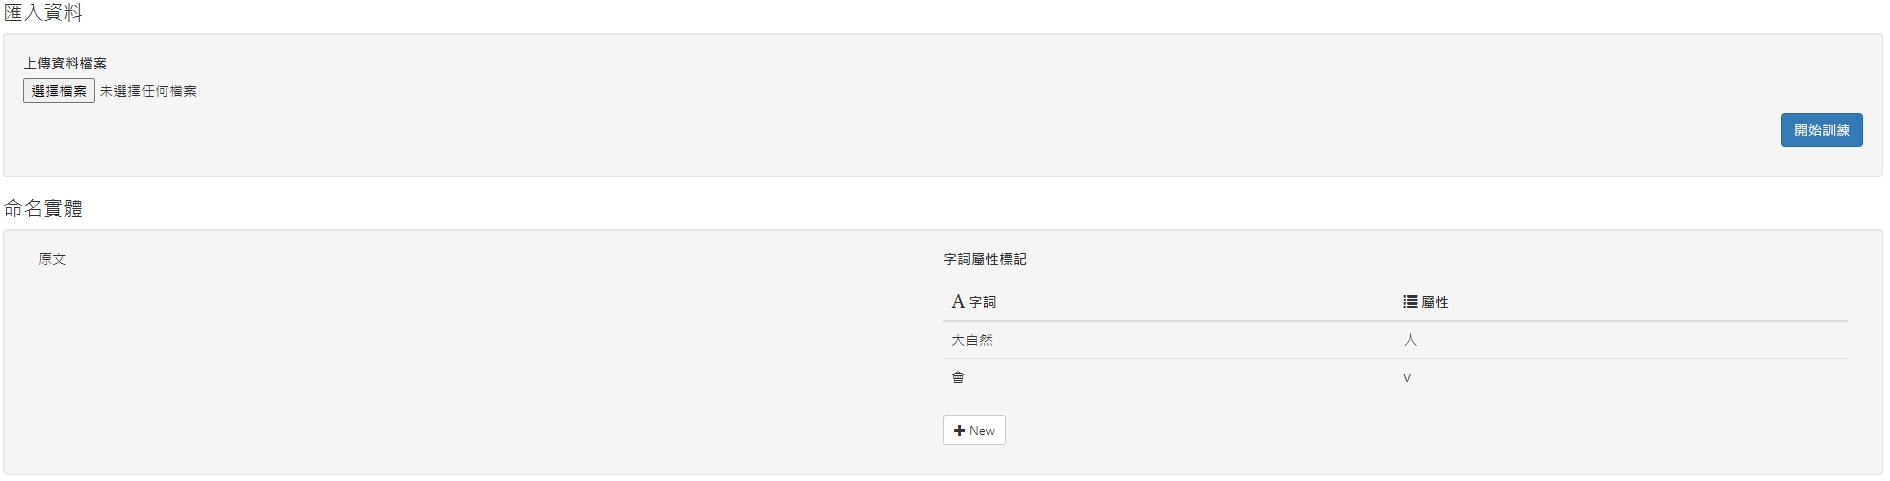 匯入資料
上傳資料檔案
選擇檔案 未選擇任何檔案
開始訓練
命名實體
原文
字詞屬性標記
A 字詞 屬性
大自然 人
會 v
New